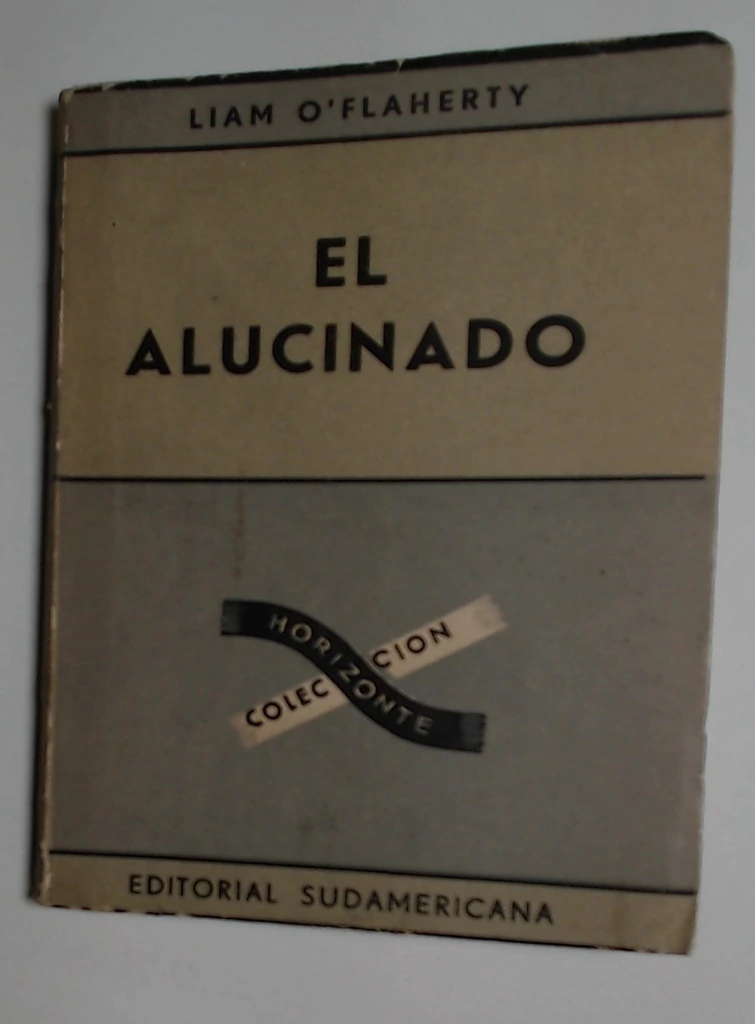 LIAM O'FLAHERTY
EL
ALUCINADO
HORIZONTE
COLECCION
EDITORIAL SUDAMERICANA